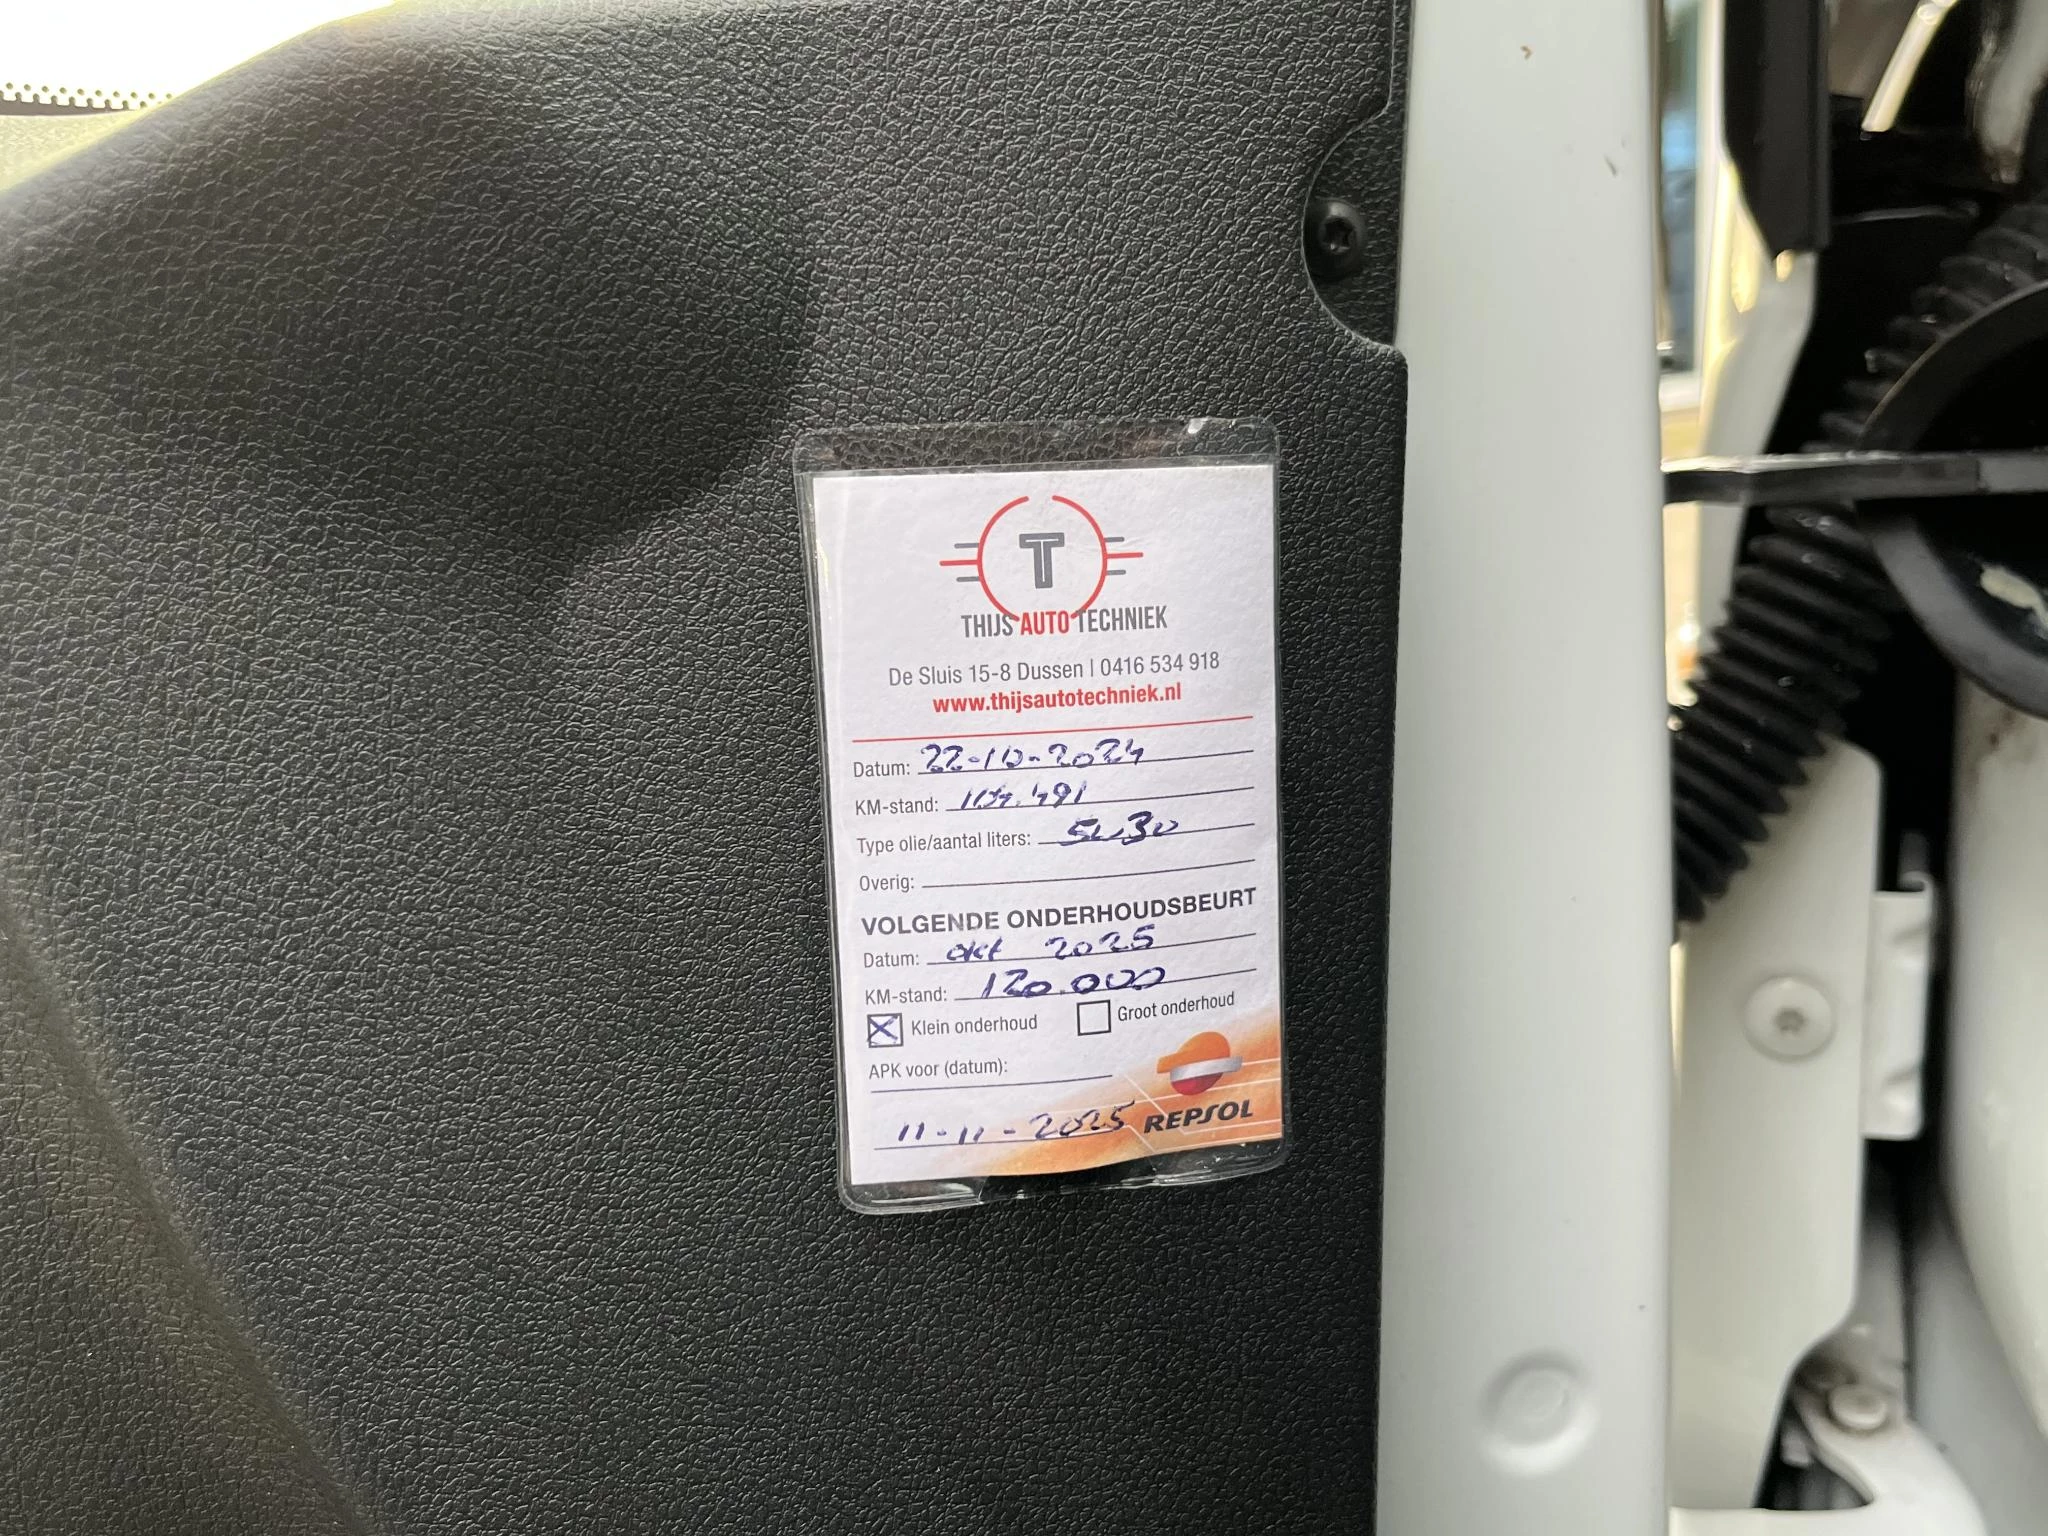 T
THIJS AUTO TECHNIEK
De Sluis 15-8 Dussen | 0416 534 918
www.thijsautotechniek.nl
Datum: 22-10-2024
KM-stand:
Type olie/aantal liters: 5w30
Overig:
VOLGENDE ONDERHOUDSBEURT
Datum: okt 2025
KM-stand: 120.000
Klein onderhoud
Groot onderhoud
APK voor (datum):
11-11-2025
REPSOL